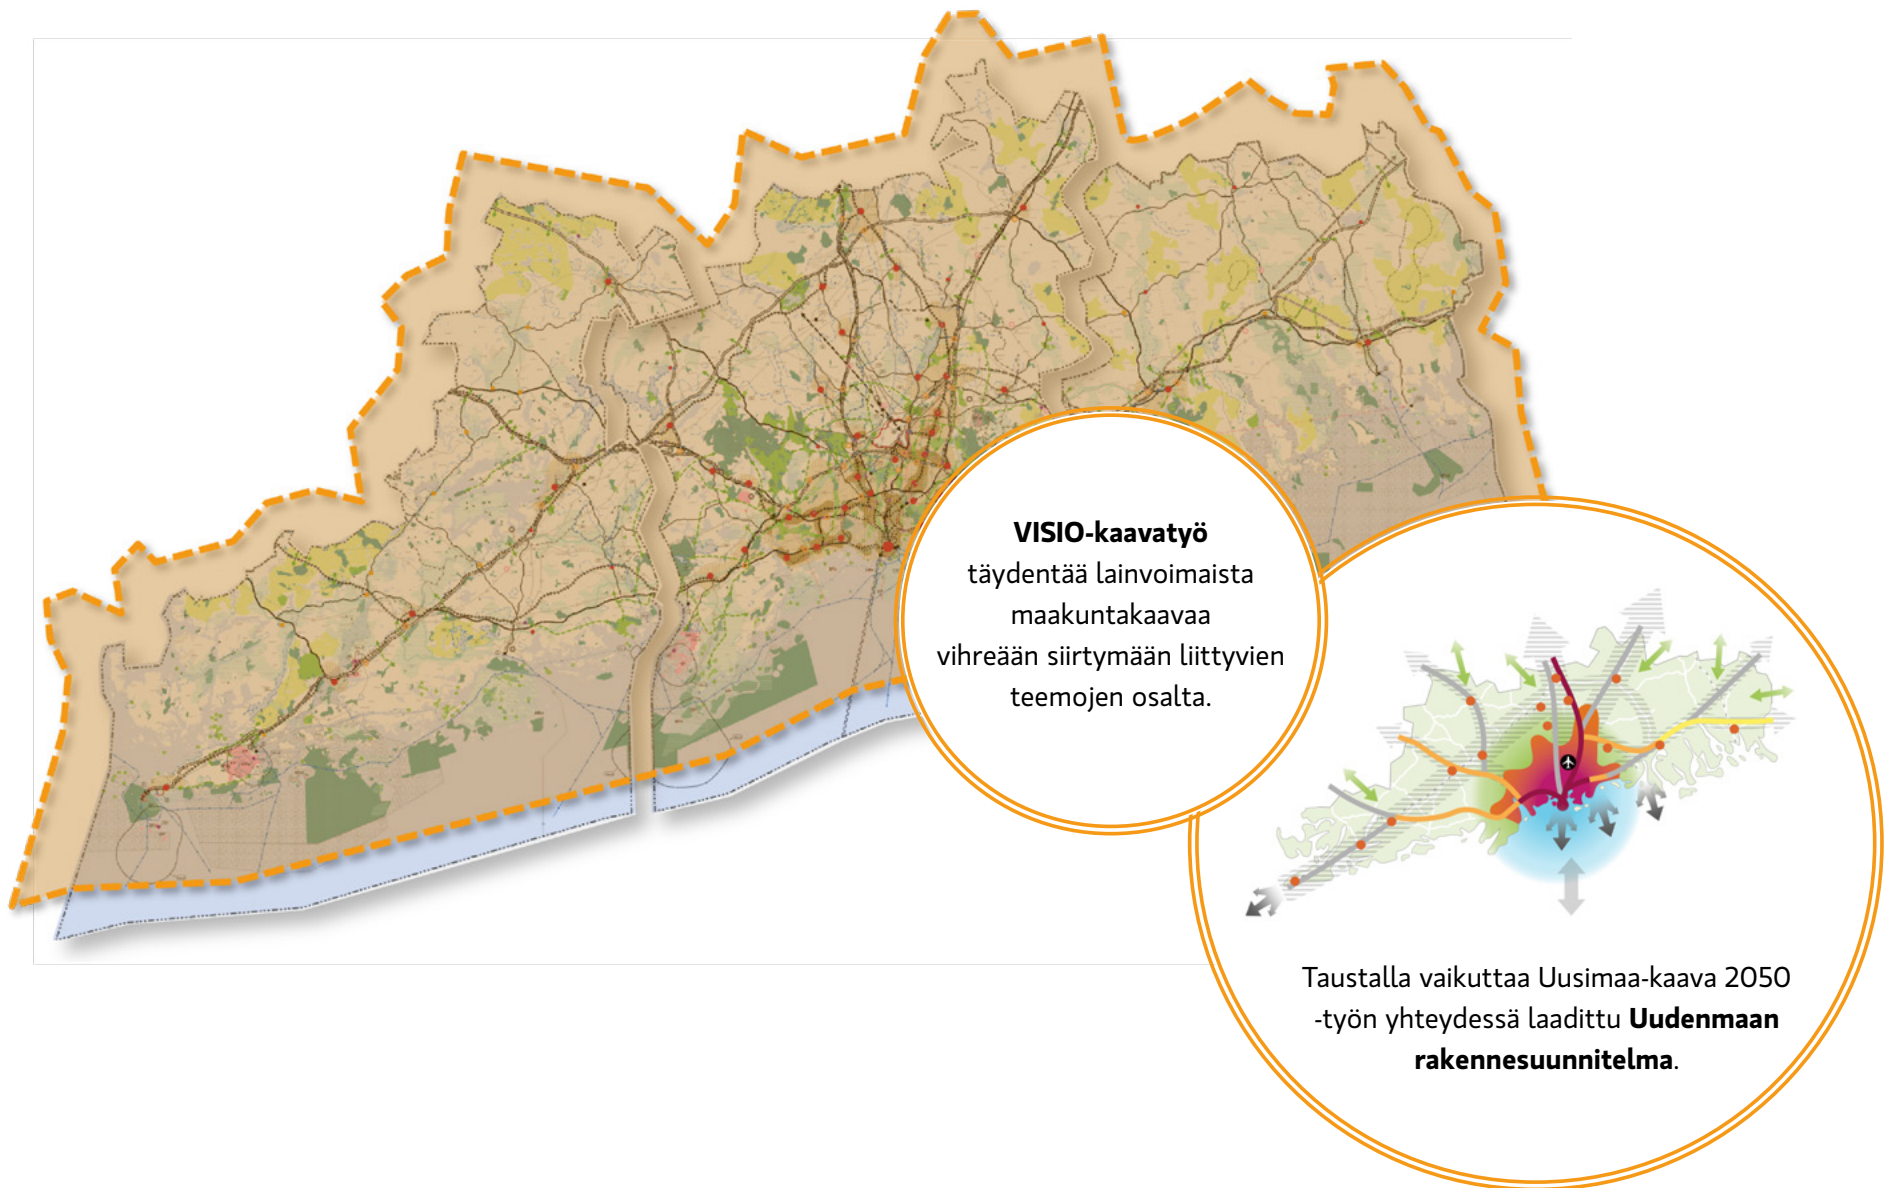 VISIO-kaavatyö
täydentää lainvoimaista
maakuntakaavaa
vihreään siirtymään liittyvien
teemojen osalta.
Taustalla vaikuttaa Uusimaa-kaava 2050
-työn yhteydessä laadittu Uudenmaan
rakennesuunnitelma.